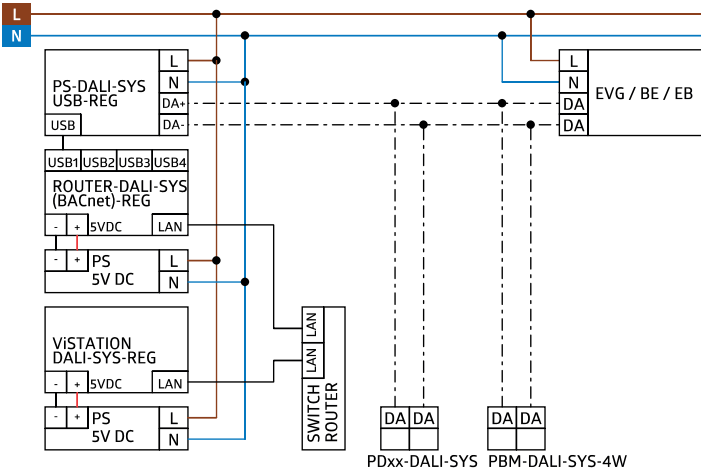 L
N
L
N
DA+
DA-
PS-DALI-SYS
USB-REG
USB
L
N
DA
DA
EVG / BE / EB
USB1 USB2 USB3 USB4
ROUTER-DALI-SYS
(BACnet)-REG
- + 5VDC LAN
- + PS
5V DC
L
N
ViSTATION
DALI-SYS-REG
- + 5VDC LAN
- + PS
5V DC
L
N
LAN
LAN
SWITCH
ROUTER
DA DA
PDxx-DALI-SYS
DA DA
PBM-DALI-SYS-4W